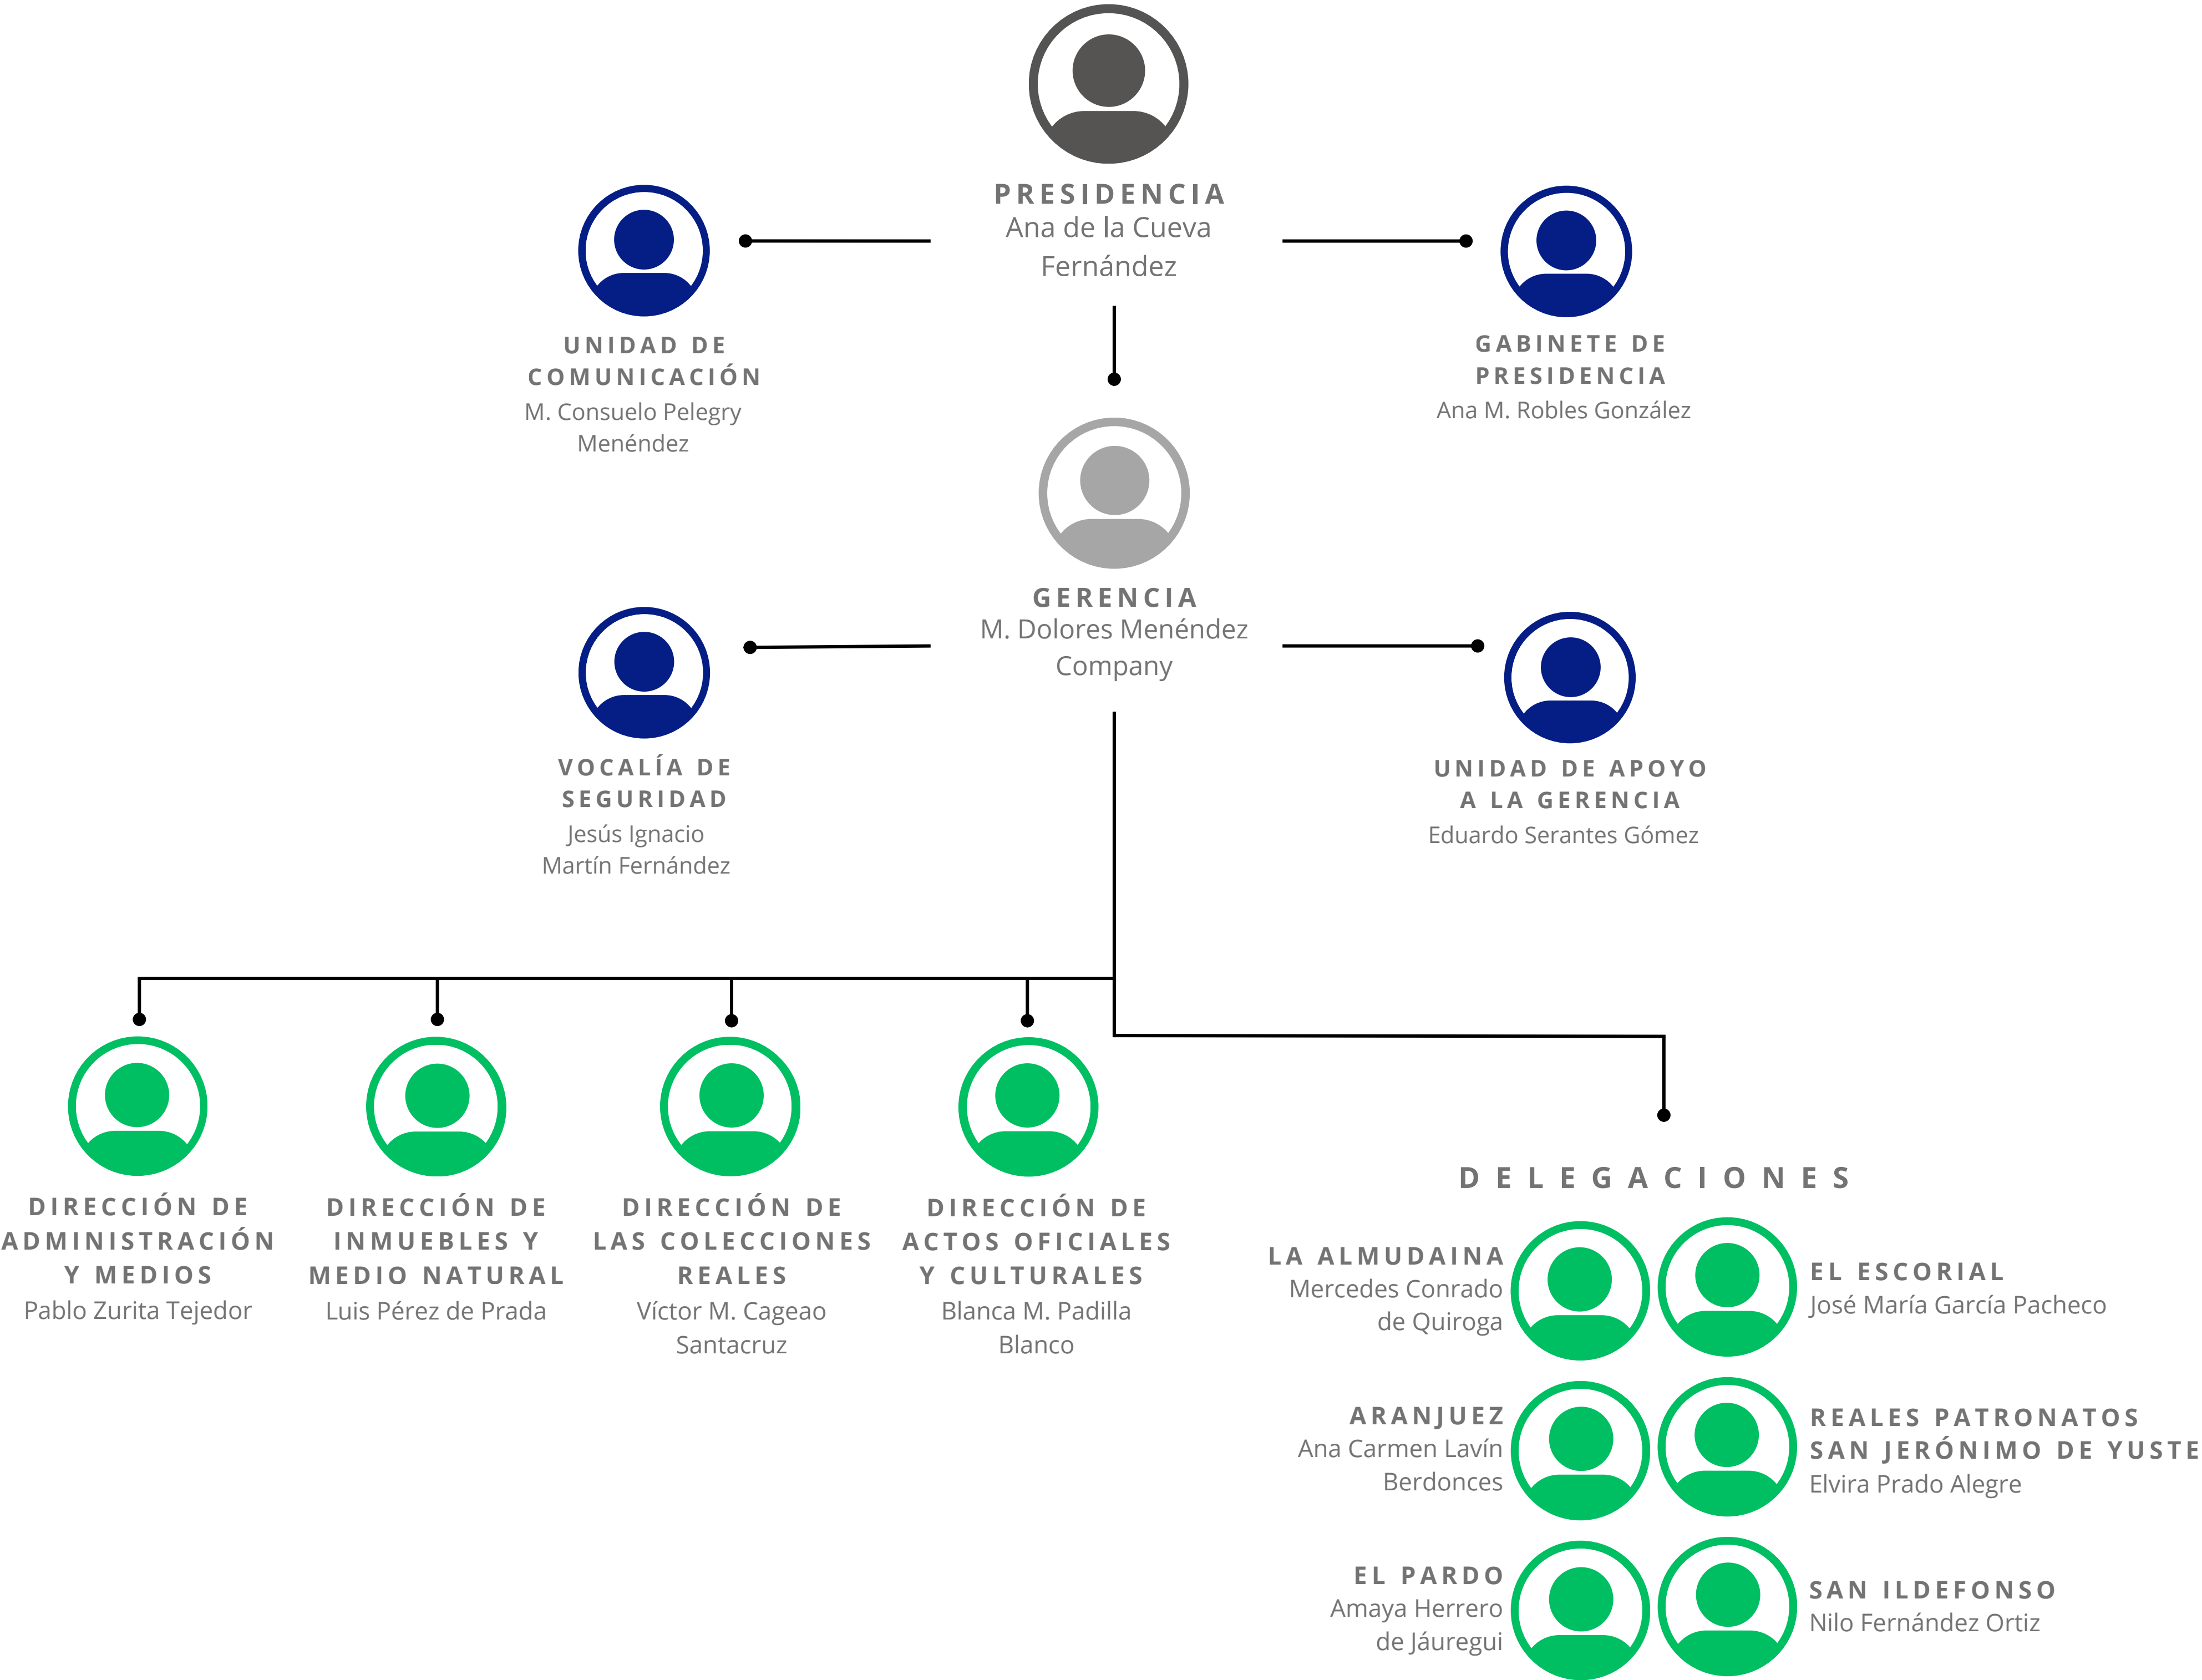 PRESIDENCIA
Ana de la Cueva
Fernández
UNIDAD DE
COMUNICACIÓN
M. Consuelo Pelegry
Menéndez
GABINETE DE
PRESIDENCIA
Ana M. Robles González
GERENCIA
M. Dolores Menéndez
Company
VOCALÍA DE
SEGURIDAD
Jesús Ignacio
Martín Fernández
UNIDAD DE APOYO
A LA GERENCIA
Eduardo Serantes Gómez
DIRECCIÓN DE
ADMINISTRACIÓN
Y MEDIOS
Pablo Zurita Tejedor
DIRECCIÓN DE
INMUEBLES Y
MEDIO NATURAL
Luis Pérez de Prada
DIRECCIÓN DE
LAS COLECCIONES
REALES
Víctor M. Cageao
Santacruz
DIRECCIÓN DE
ACTOS OFICIALES
Y CULTURALES
Blanca M. Padilla
Blanco
DELEGACIONES
LA ALMUDAINA
Mercedes Conrado
de Quiroga
EL ESCORIAL
José María García Pacheco
ARANJUEZ
Ana Carmen Lavín
Berdonces
REALES PATRONATOS
SAN JERÓNIMO DE YUSTE
Elvira Prado Alegre
EL PARDO
Amaya Herrero
de Jáuregui
SAN ILDEFONSO
Nilo Fernández Ortiz